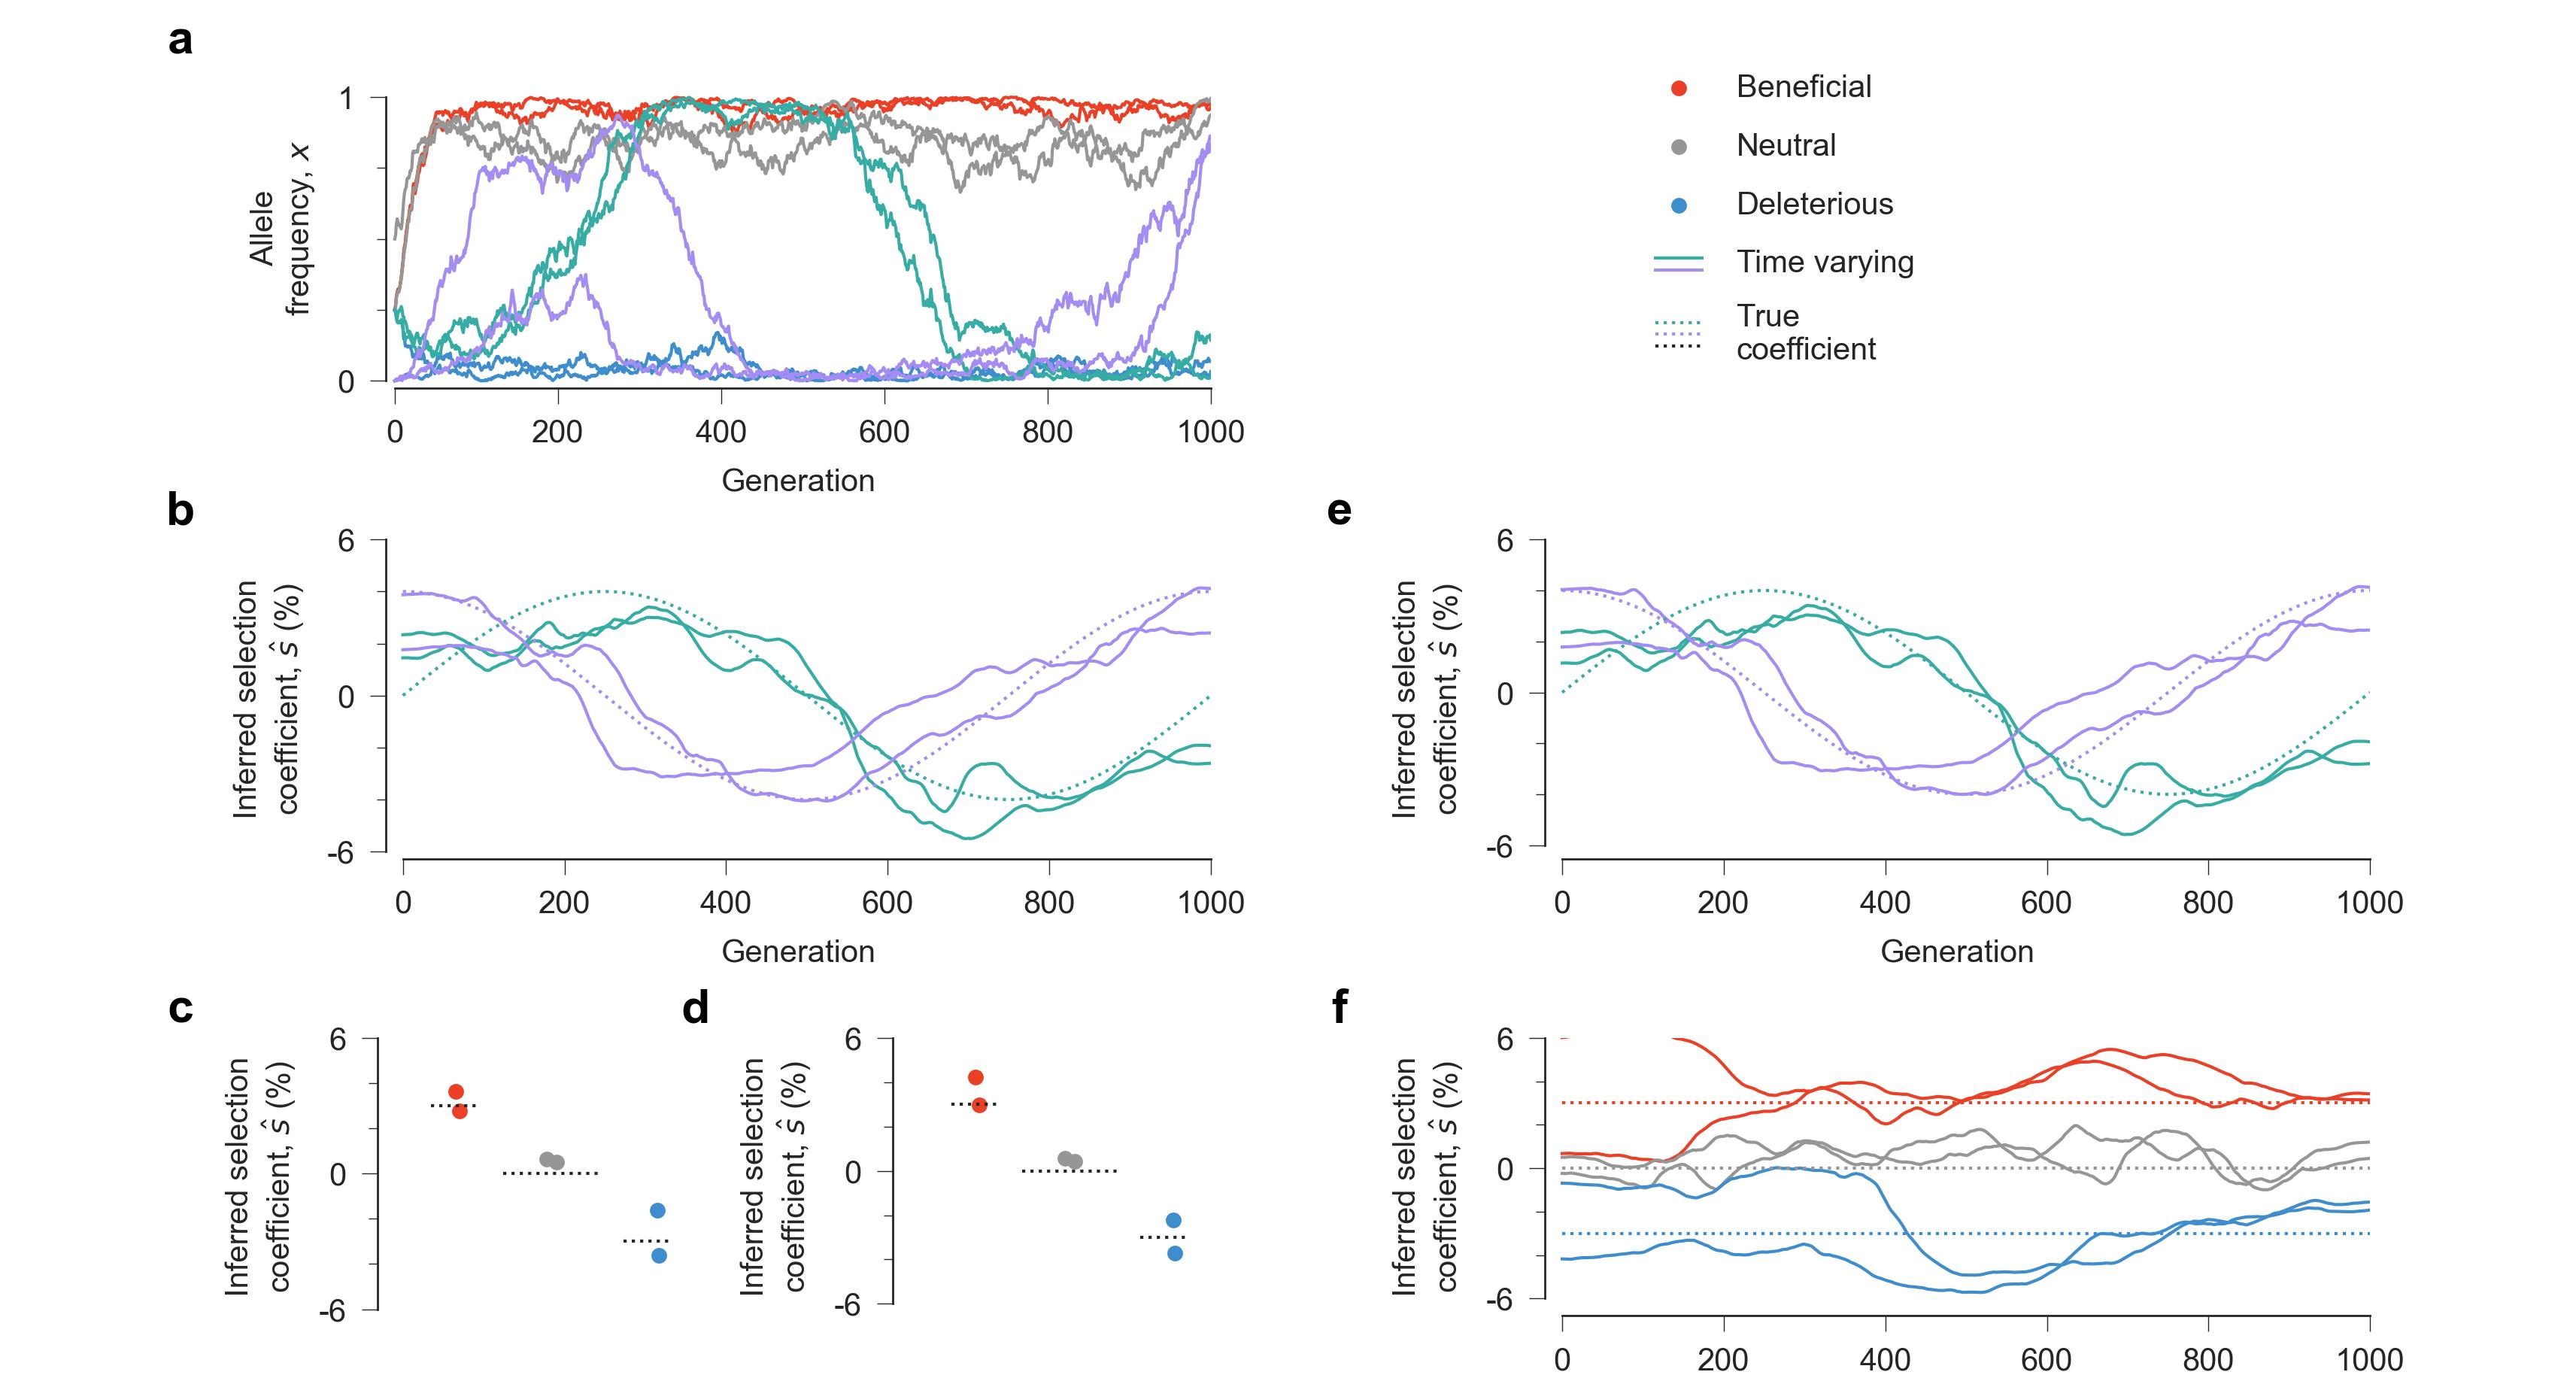 a
Allele
frequency, x
1
0
0 200 400 600 800 1000
Generation
Beneficial
Neutral
Deleterious
Time varying
True
coefficient
b
Inferred selection
coefficient, ŝ (%)
6
0
-6
0 200 400 600 800 1000
Generation
e
Inferred selection
coefficient, ŝ (%)
6
0
-6
0 200 400 600 800 1000
Generation
c
Inferred selection
coefficient, ŝ (%)
6
0
-6
d
Inferred selection
coefficient, ŝ (%)
6
0
-6
f
Inferred selection
coefficient, ŝ (%)
6
0
-6
0 200 400 600 800 1000